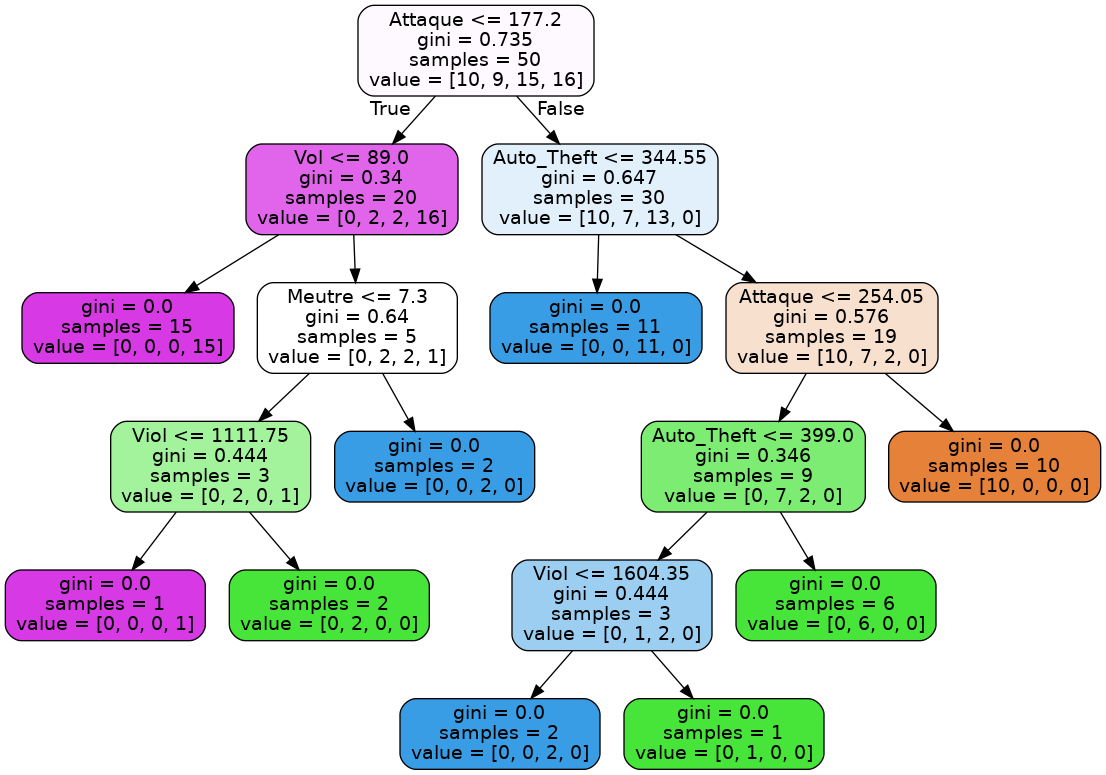 Attaque <= 177.2
gini = 0.735
samples = 50
value = [10, 9, 15, 16]
True
False
Vol <= 89.0
gini = 0.34
samples = 20
value = [0, 2, 2, 16]
Auto_Theft <= 344.55
gini = 0.647
samples = 30
value = [10, 7, 13, 0]
gini = 0.0
samples = 15
value = [0, 0, 0, 15]
Meutre <= 7.3
gini = 0.64
samples = 5
value = [0, 2, 2, 1]
gini = 0.0
samples = 11
value = [0, 0, 11, 0]
Attaque <= 254.05
gini = 0.576
samples = 19
value = [10, 7, 2, 0]
Viol <= 1111.75
gini = 0.444
samples = 3
value = [0, 2, 0, 1]
gini = 0.0
samples = 2
value = [0, 0, 2, 0]
Auto_Theft <= 399.0
gini = 0.346
samples = 9
value = [0, 7, 2, 0]
gini = 0.0
samples = 10
value = [10, 0, 0, 0]
gini = 0.0
samples = 1
value = [0, 0, 0, 1]
gini = 0.0
samples = 2
value = [0, 2, 0, 0]
Viol <= 1604.35
gini = 0.444
samples = 3
value = [0, 1, 2, 0]
gini = 0.0
samples = 6
value = [0, 6, 0, 0]
gini = 0.0
samples = 2
value = [0, 0, 2, 0]
gini = 0.0
samples = 1
value = [0, 1, 0, 0]